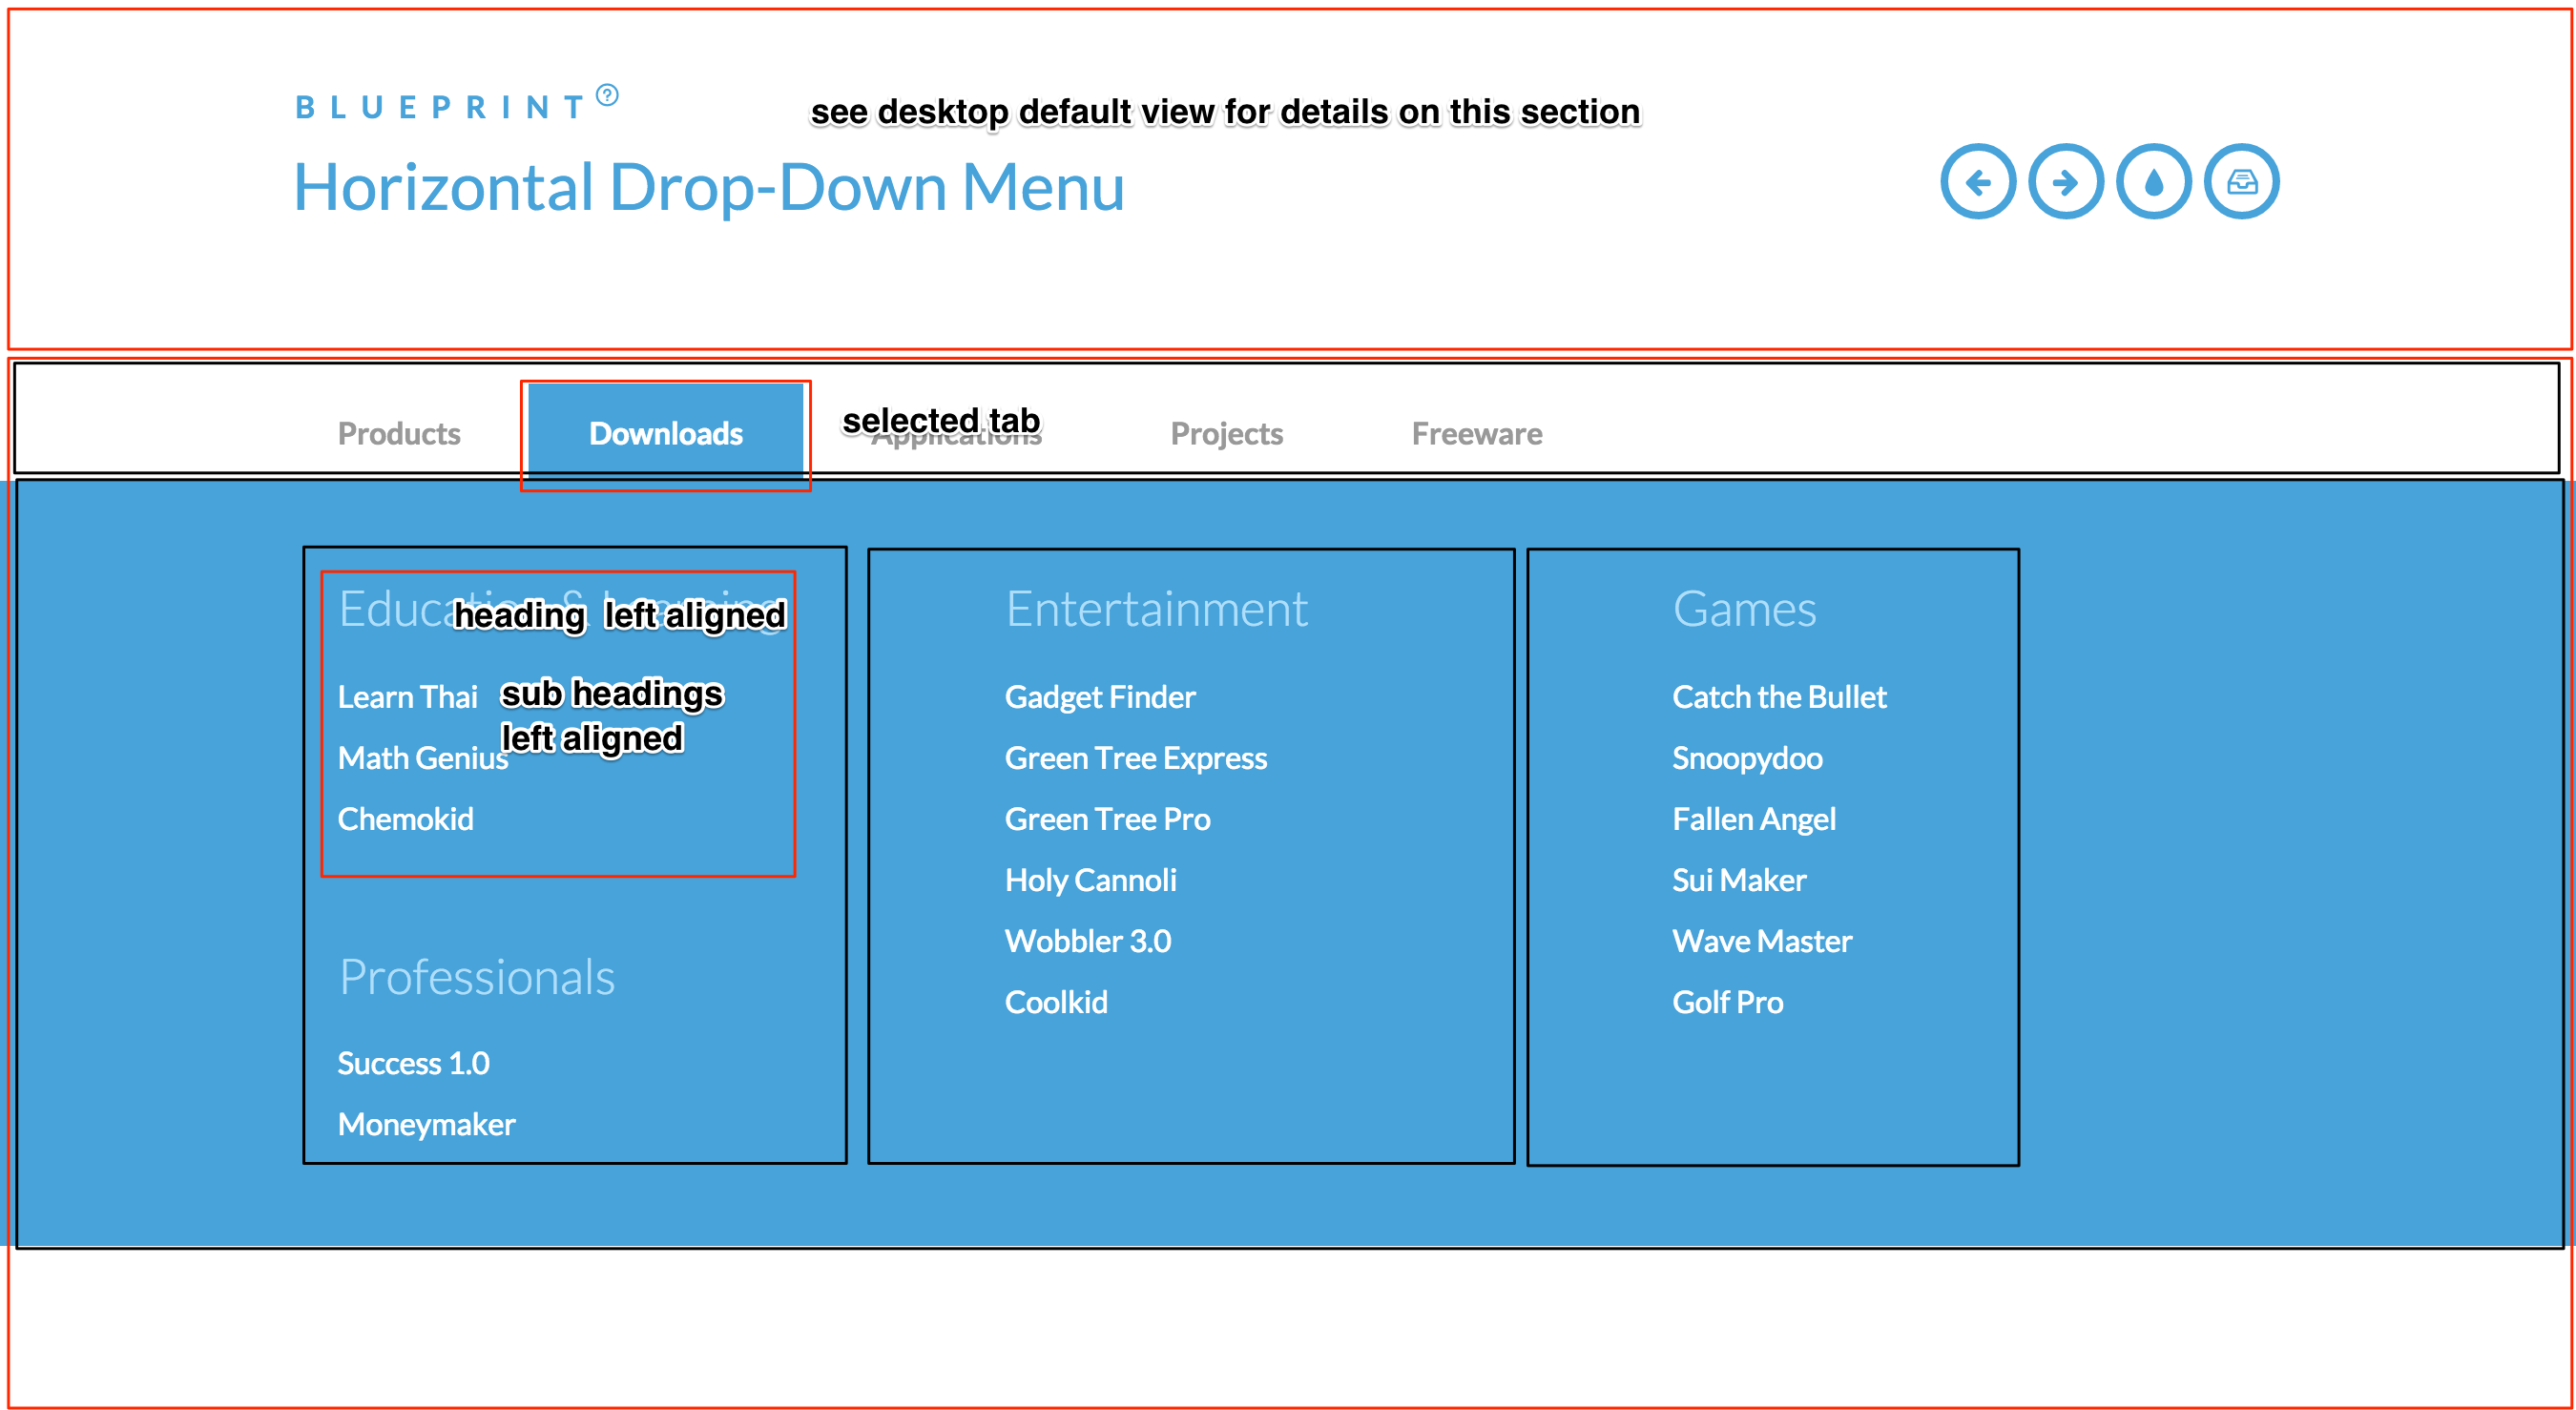 BLUEPRINT ?
see desktop default view for details on this section
Horizontal Drop-Down Menu
Products Downloads selected tab Applications Projects Freeware
Education & Learning Entertainment Games
heading left aligned
Learn Thai sub headings Gadget Finder Catch the Bullet
left aligned
Math Genius Green Tree Express Snoopydoo
Chemokid Green Tree Pro Fallen Angel
Holy Cannoli Sui Maker
Wobbler 3.0 Wave Master
Professionals Coolkid Golf Pro
Success 1.0
Moneymaker